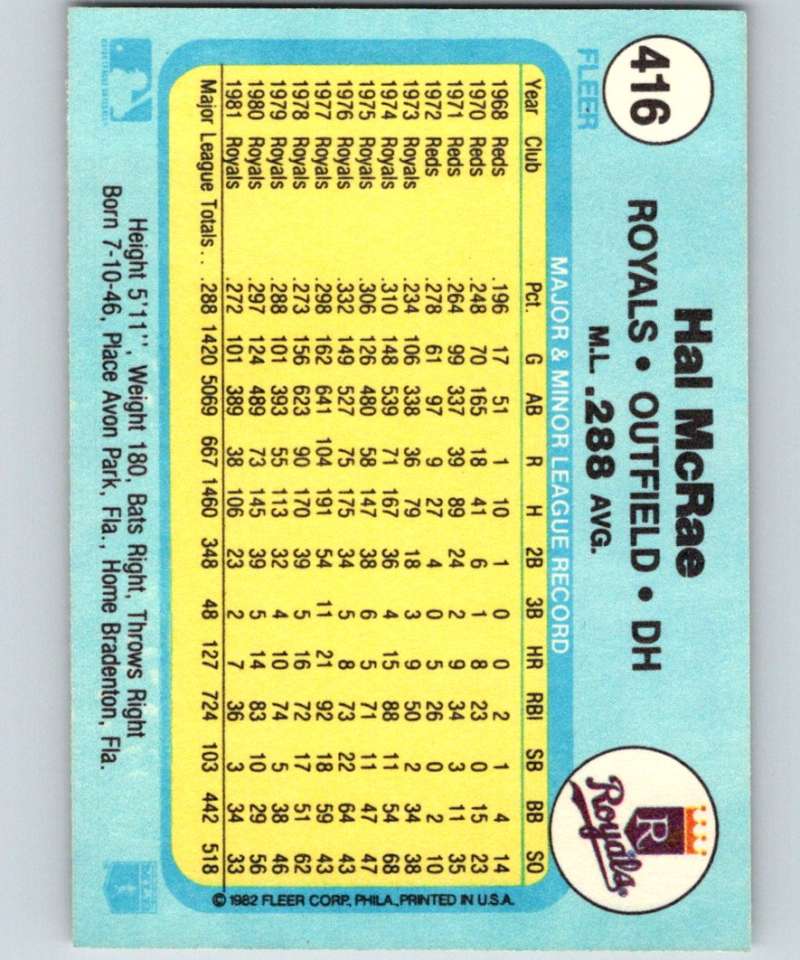 416
FLEER
Hal McRae
ROYALS • OUTFIELD • DH
M.L. .288 AVG.
Royals
R
MAJOR & MINOR LEAGUE RECORD
Year Club Pct. G AB R H 2B 3B HR RBI SB BB SO
1968 Reds .196 17 51 1 10 1 0 0 2 1 4 14
1970 Reds .248 70 165 18 41 6 1 8 23 0 15 23
1971 Reds .264 99 337 39 89 24 2 9 34 3 11 35
1972 Reds .278 61 97 9 27 4 0 5 26 0 2 10
1973 Royals .234 106 338 36 79 18 3 9 50 2 34 38
1974 Royals .310 148 539 71 167 36 4 15 88 11 54 68
1975 Royals .306 126 480 58 147 38 6 5 71 11 47 47
1976 Royals .332 149 527 75 175 34 5 8 73 22 64 43
1977 Royals .298 162 641 104 191 54 11 21 92 18 59 43
1978 Royals .273 156 623 90 170 39 5 16 72 17 51 62
1979 Royals .288 101 393 55 113 32 4 10 74 5 38 46
1980 Royals .297 124 489 73 145 39 5 14 83 10 29 56
1981 Royals .272 101 389 38 106 23 2 7 36 3 34 33
Major League Totals . . .288 1420 5069 667 1460 348 48 127 724 103 442 518
© 1982 FLEER CORP., PHILA., PRINTED IN U.S.A.
Height 5'11", Weight 180, Bats Right, Throws Right
Born 7-10-46, Place Avon Park, Fla., Home Bradenton, Fla.